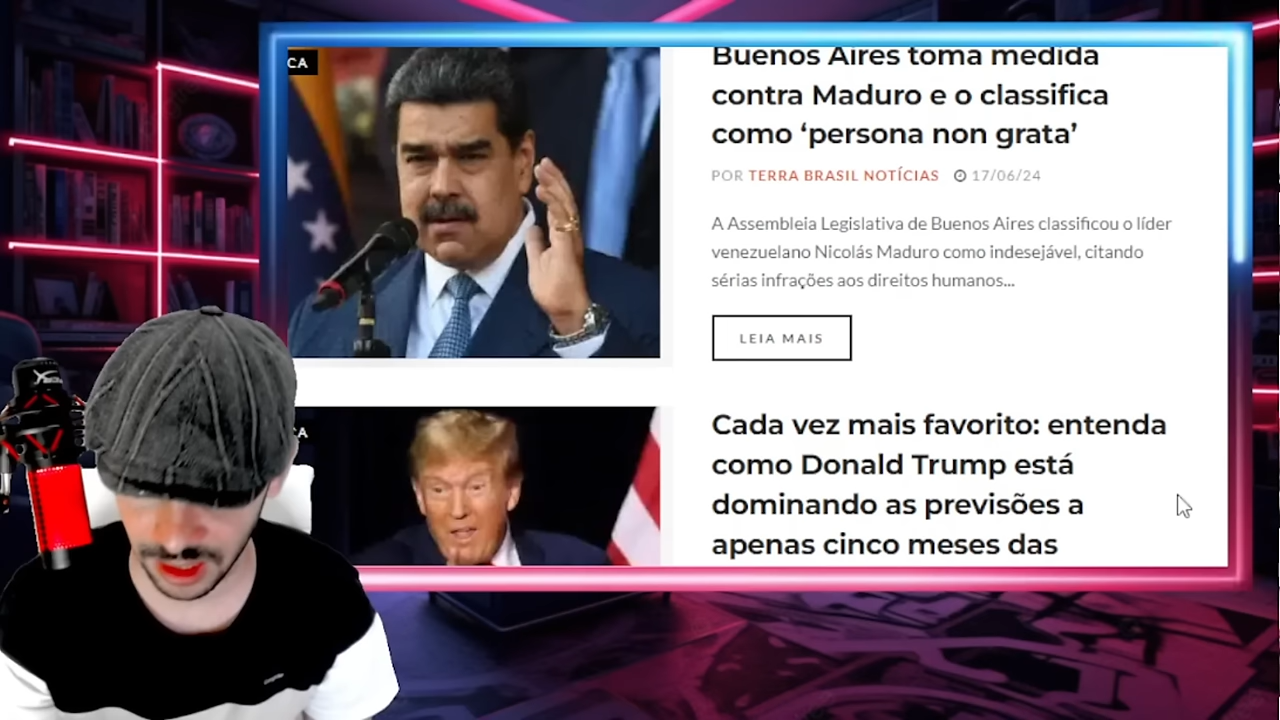 CA
Buenos Aires toma medida
contra Maduro e o classifica
como ‘persona non grata’
POR TERRA BRASIL NOTÍCIAS 17/06/24
A Assembleia Legislativa de Buenos Aires classificou o líder
venezuelano Nicolás Maduro como indesejável, citando
sérias infrações aos direitos humanos...
LEIA MAIS
CA
Cada vez mais favorito: entenda
como Donald Trump está
dominando as previsões a
apenas cinco meses das